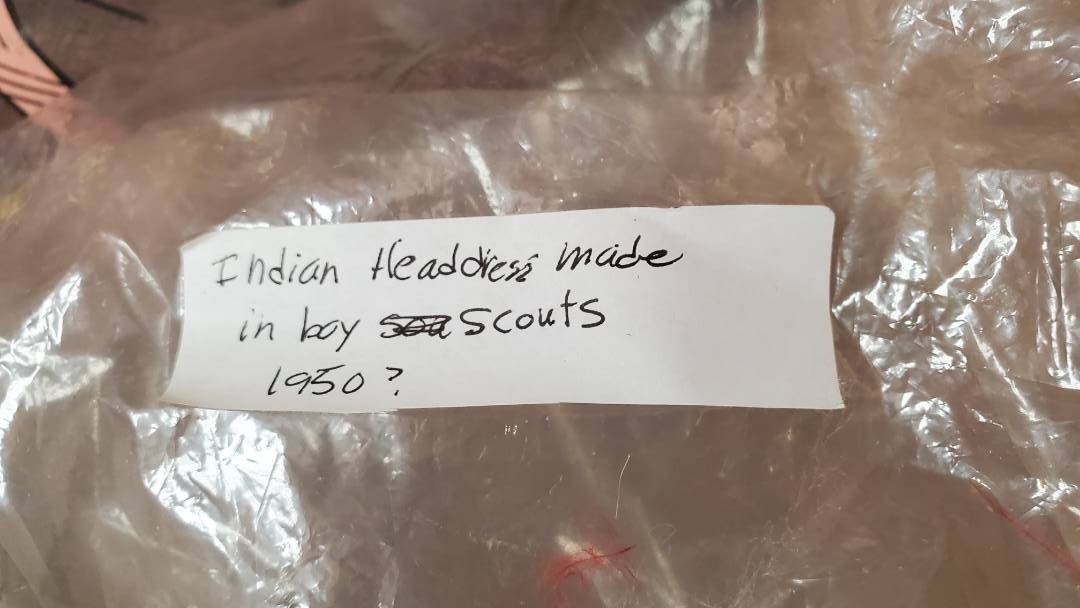 Indian Headdress made
in boy scouts
1950?